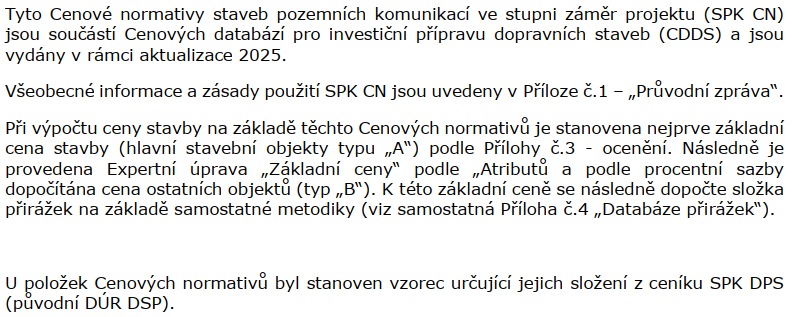 Tyto Cenové normativy staveb pozemních komunikací ve stupni záměr projektu (SPK CN)
jsou součástí Cenových databází pro investiční přípravu dopravních staveb (CDDS) a jsou
vydány v rámci aktualizace 2025.
Všeobecné informace a zásady použití SPK CN jsou uvedeny v Příloze č.1 – „Průvodní zpráva“.
Při výpočtu ceny stavby na základě těchto Cenových normativů je stanovena nejprve základní
cena stavby (hlavní stavební objekty typu „A“) podle Přílohy č.3 - ocenění. Následně je
provedena Expertní úprava „Základní ceny“ podle „Atributů a podle procentní sazby
dopočítána cena ostatních objektů (typ „B“). K této základní ceně se následně dopočte složka
přirážek na základě samostatné metodiky (viz samostatná Příloha č.4 „Databáze přirážek“).
U položek Cenových normativů byl stanoven vzorec určující jejich složení z ceníku SPK DPS
(původní DÚR DSP).